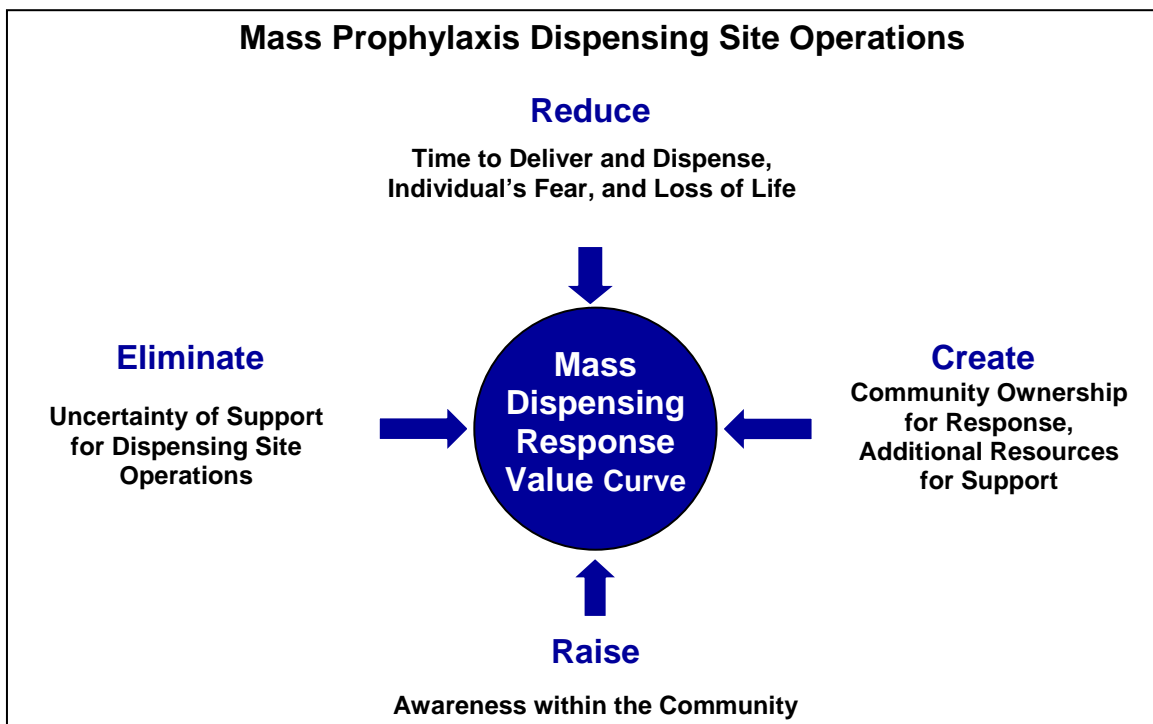 Mass Prophylaxis Dispensing Site Operations
Reduce
Time to Deliver and Dispense,
Individual’s Fear, and Loss of Life
Eliminate
Uncertainty of Support
for Dispensing Site
Operations
Mass
Dispensing
Response
Value Curve
Create
Community Ownership
for Response,
Additional Resources
for Support
Raise
Awareness within the Community